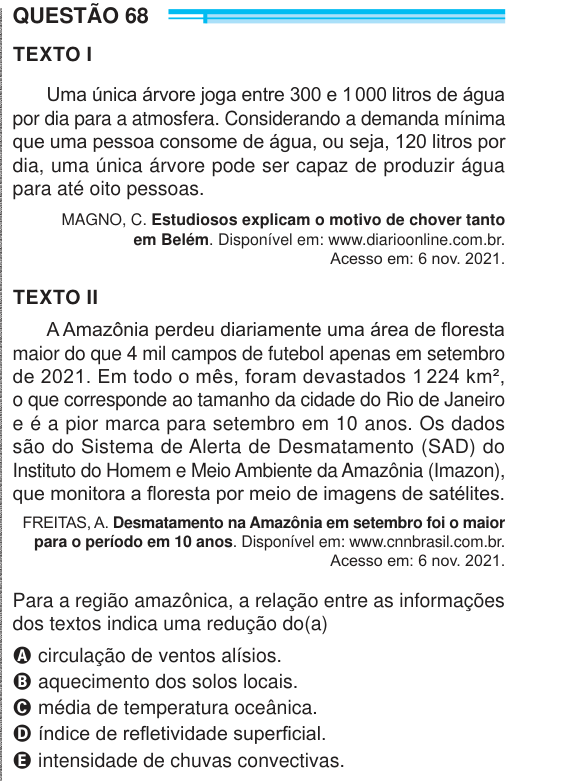 QUESTÃO 68
TEXTO I
Uma única árvore joga entre 300 e 1 000 litros de água
por dia para a atmosfera. Considerando a demanda mínima
que uma pessoa consome de água, ou seja, 120 litros por
dia, uma única árvore pode ser capaz de produzir água
para até oito pessoas.
MAGNO, C. Estudiosos explicam o motivo de chover tanto
em Belém. Disponível em: www.diarioonline.com.br.
Acesso em: 6 nov. 2021.
TEXTO II
A Amazônia perdeu diariamente uma área de floresta
maior do que 4 mil campos de futebol apenas em setembro
de 2021. Em todo o mês, foram devastados 1 224 km²,
o que corresponde ao tamanho da cidade do Rio de Janeiro
e é a pior marca para setembro em 10 anos. Os dados
são do Sistema de Alerta de Desmatamento (SAD) do
Instituto do Homem e Meio Ambiente da Amazônia (Imazon),
que monitora a floresta por meio de imagens de satélites.
FREITAS, A. Desmatamento na Amazônia em setembro foi o maior
para o período em 10 anos. Disponível em: www.cnnbrasil.com.br.
Acesso em: 6 nov. 2021.
Para a região amazônica, a relação entre as informações
dos textos indica uma redução do(a)
A circulação de ventos alísios.
B aquecimento dos solos locais.
C média de temperatura oceânica.
D índice de refletividade superficial.
E intensidade de chuvas convectivas.